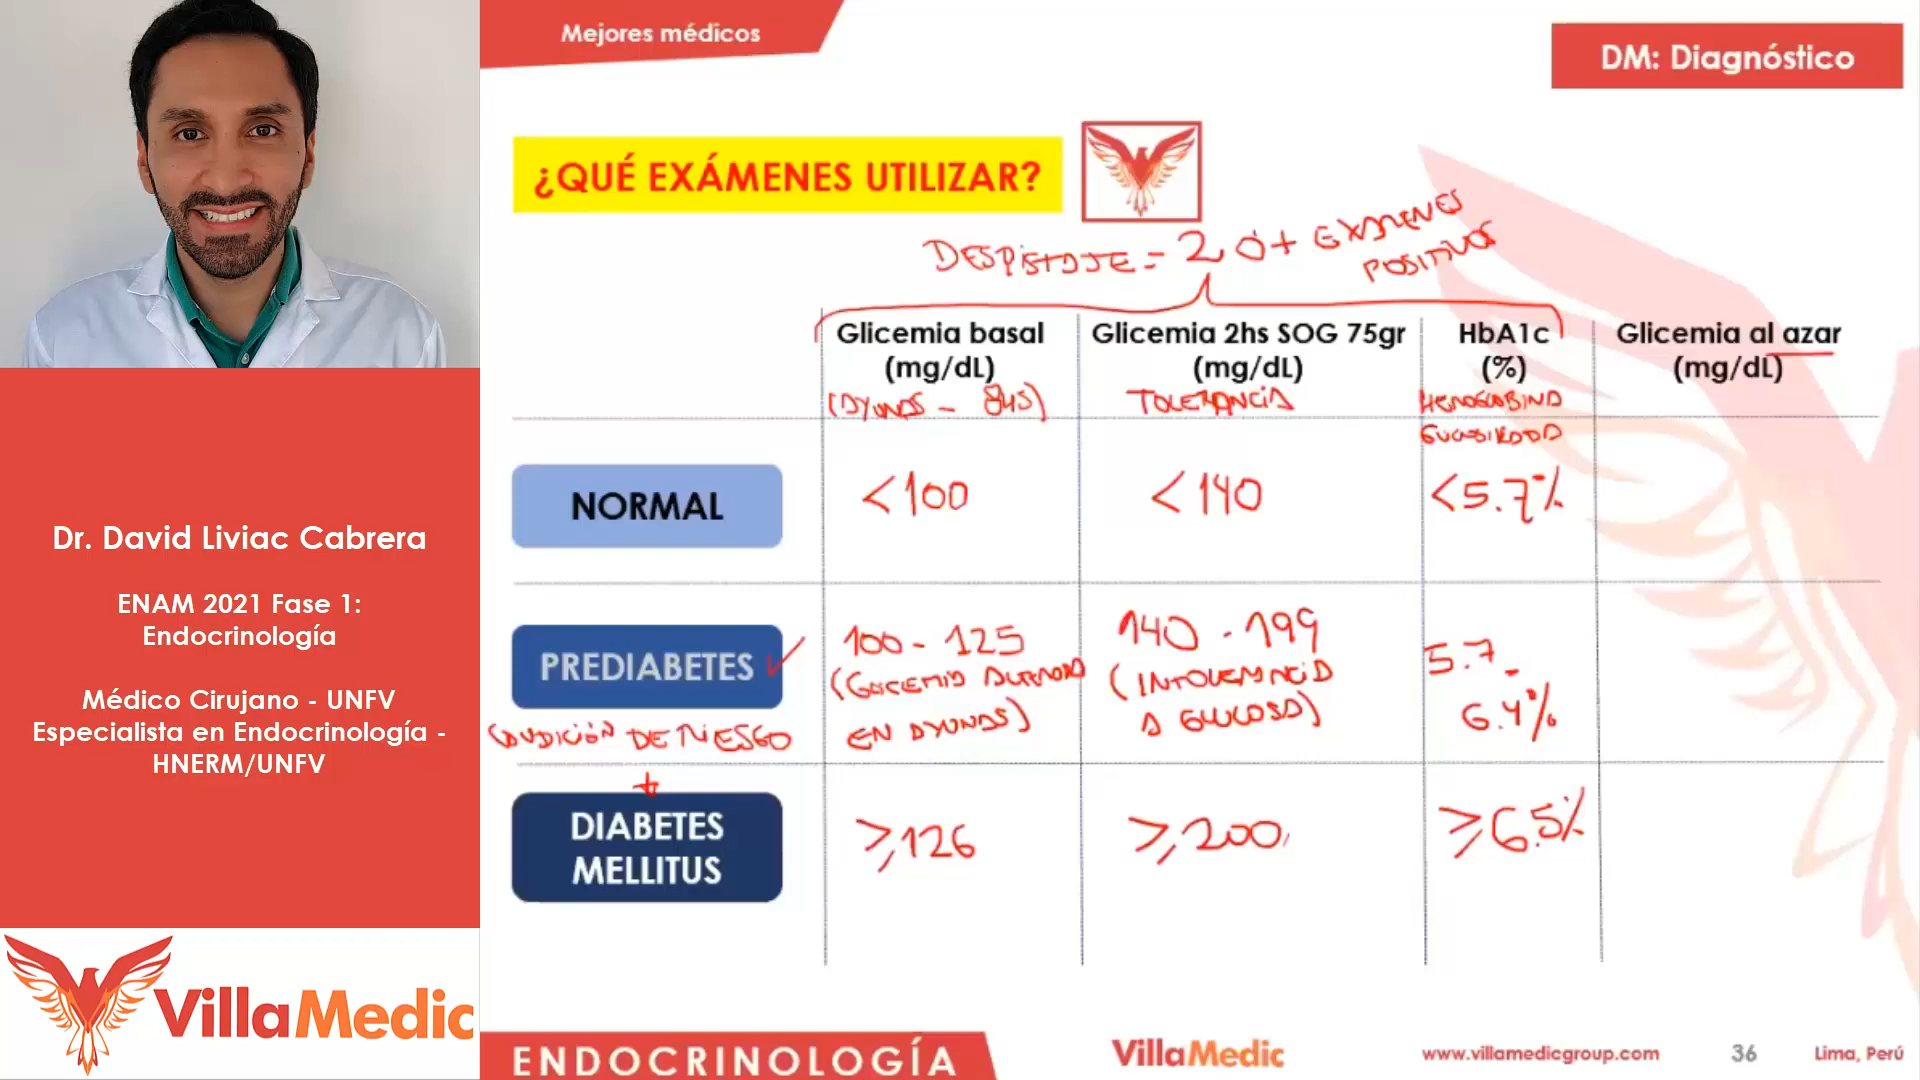 Mejores médicos
DM: Diagnóstico
¿QUÉ EXÁMENES UTILIZAR?
DESPISTAJE = 2 ó + EXÁMENES
POSITIVOS
Glicemia basal
(mg/dL)
(AYUNAS - 8HS)
Glicemia 2hs SOG 75gr
(mg/dL)
TOLERANCIA
HbA1c
(%)
HEMOGLOBINA
GLICOSILADA
Glicemia al azar
(mg/dL)
NORMAL
<100
<140
<5.7%
PREDIABETES
CONDICIÓN DE RIESGO
100 - 125
(GLICEMIA ALTERADA
EN AYUNAS)
140 - 199
(INTOLERANCIA
A GLUCOSA)
5.7 -
6.4%
+
DIABETES
MELLITUS
≥126
≥200
≥6.5%
Dr. David Liviac Cabrera
ENAM 2021 Fase 1:
Endocrinología
Médico Cirujano - UNFV
Especialista en Endocrinología -
HNERM/UNFV
VillaMedic
ENDOCRINOLOGÍA
VillaMedic
www.villamedicgroup.com
36
Lima, Perú